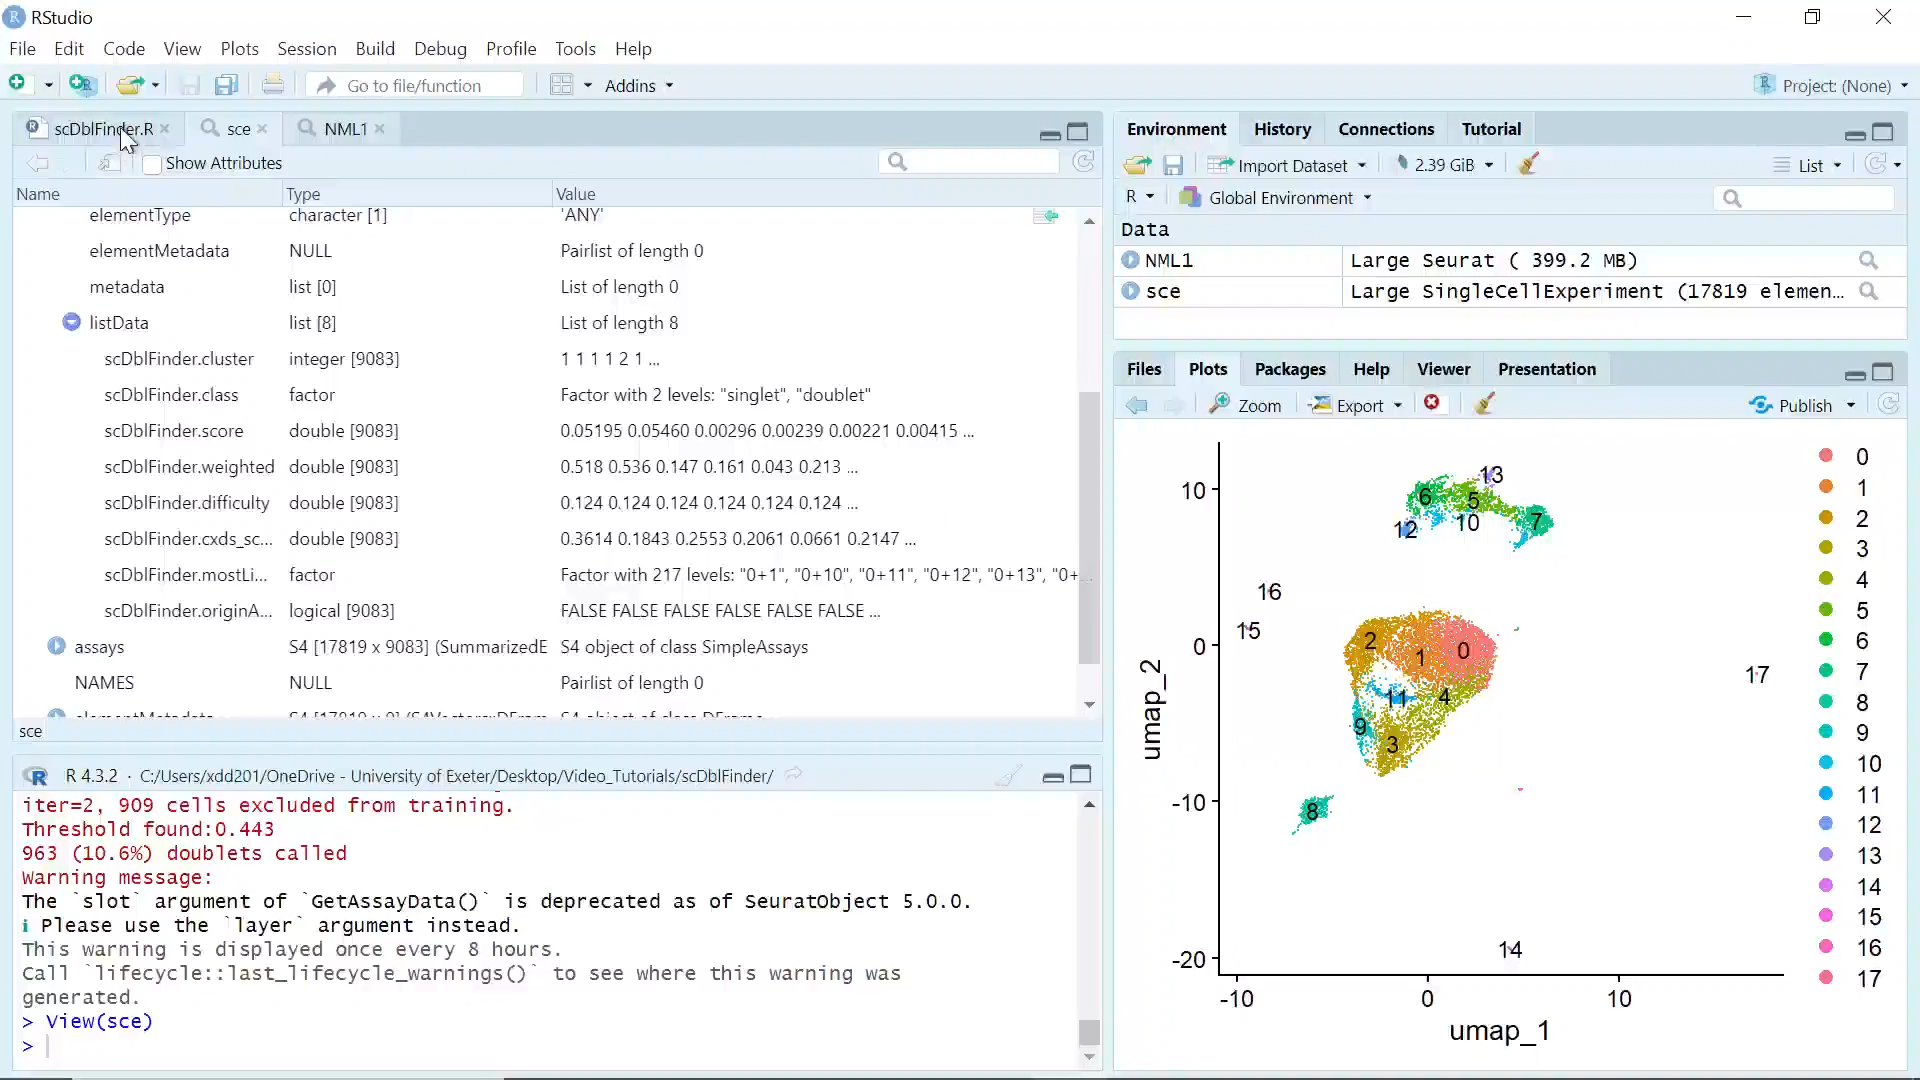 RStudio
File Edit Code View Plots Session Build Debug Profile Tools Help
Go to file/function Addins Project: (None)
scDblFinder.R sce NML1
Show Attributes
Name Type Value
elementType character [1] 'ANY'
elementMetadata NULL Pairlist of length 0
metadata list [0] List of length 0
listData list [8] List of length 8
scDblFinder.cluster integer [9083] 1 1 1 1 2 1 ...
scDblFinder.class factor Factor with 2 levels: "singlet", "doublet"
scDblFinder.score double [9083] 0.05195 0.05460 0.00296 0.00239 0.00221 0.00415 ...
scDblFinder.weighted double [9083] 0.518 0.536 0.147 0.161 0.043 0.213 ...
scDblFinder.difficulty double [9083] 0.124 0.124 0.124 0.124 0.124 0.124 ...
scDblFinder.cxds_sc... double [9083] 0.3614 0.1843 0.2553 0.2061 0.0661 0.2147 ...
scDblFinder.mostLi... factor Factor with 217 levels: "0+1", "0+10", "0+11", "0+12", "0+13", "0+...
scDblFinder.originA... logical [9083] FALSE FALSE FALSE FALSE FALSE FALSE ...
assays S4 [17819 x 9083] (SummarizedE S4 object of class SimpleAssays
NAMES NULL Pairlist of length 0
elementMetadata S4 [17819 x 9] (S4Vectors::DFram S4 object of class DFrame
sce
R 4.3.2 · C:/Users/xdd201/OneDrive - University of Exeter/Desktop/Video_Tutorials/scDblFinder/
iter=2, 909 cells excluded from training.
Threshold found:0.443
963 (10.6%) doublets called
Warning message:
The `slot` argument of `GetAssayData()` is deprecated as of SeuratObject 5.0.0.
ℹ Please use the `layer` argument instead.
This warning is displayed once every 8 hours.
Call `lifecycle::last_lifecycle_warnings()` to see where this warning was
generated.
> View(sce)
>
Environment History Connections Tutorial
Import Dataset 2.39 GiB List
R Global Environment
Data
NML1 Large Seurat ( 399.2 MB)
sce Large SingleCellExperiment (17819 elemen...
Files Plots Packages Help Viewer Presentation
Zoom Export Publish
umap_2
10
0
-10
-20
-10 0 10
umap_1
13
6 5
12 10 7
16
15
2 1 0
17
11 4
9 3
8
14
0
1
2
3
4
5
6
7
8
9
10
11
12
13
14
15
16
17